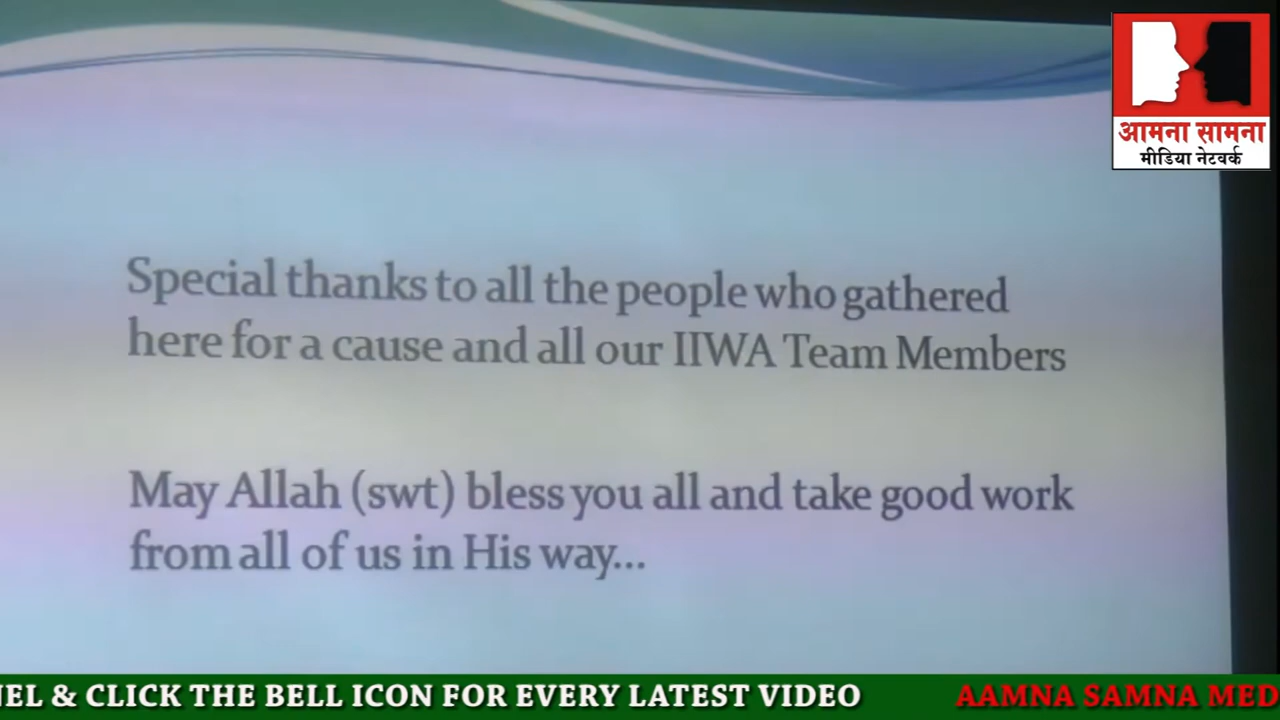 आमना सामना
मीडिया नेटवर्क
Special thanks to all the people who gathered
here for a cause and all our IIWA Team Members
May Allah (swt) bless you all and take good work
from all of us in His way...
& CLICK THE BELL ICON FOR EVERY LATEST VIDEO
AAMNA SAMNA